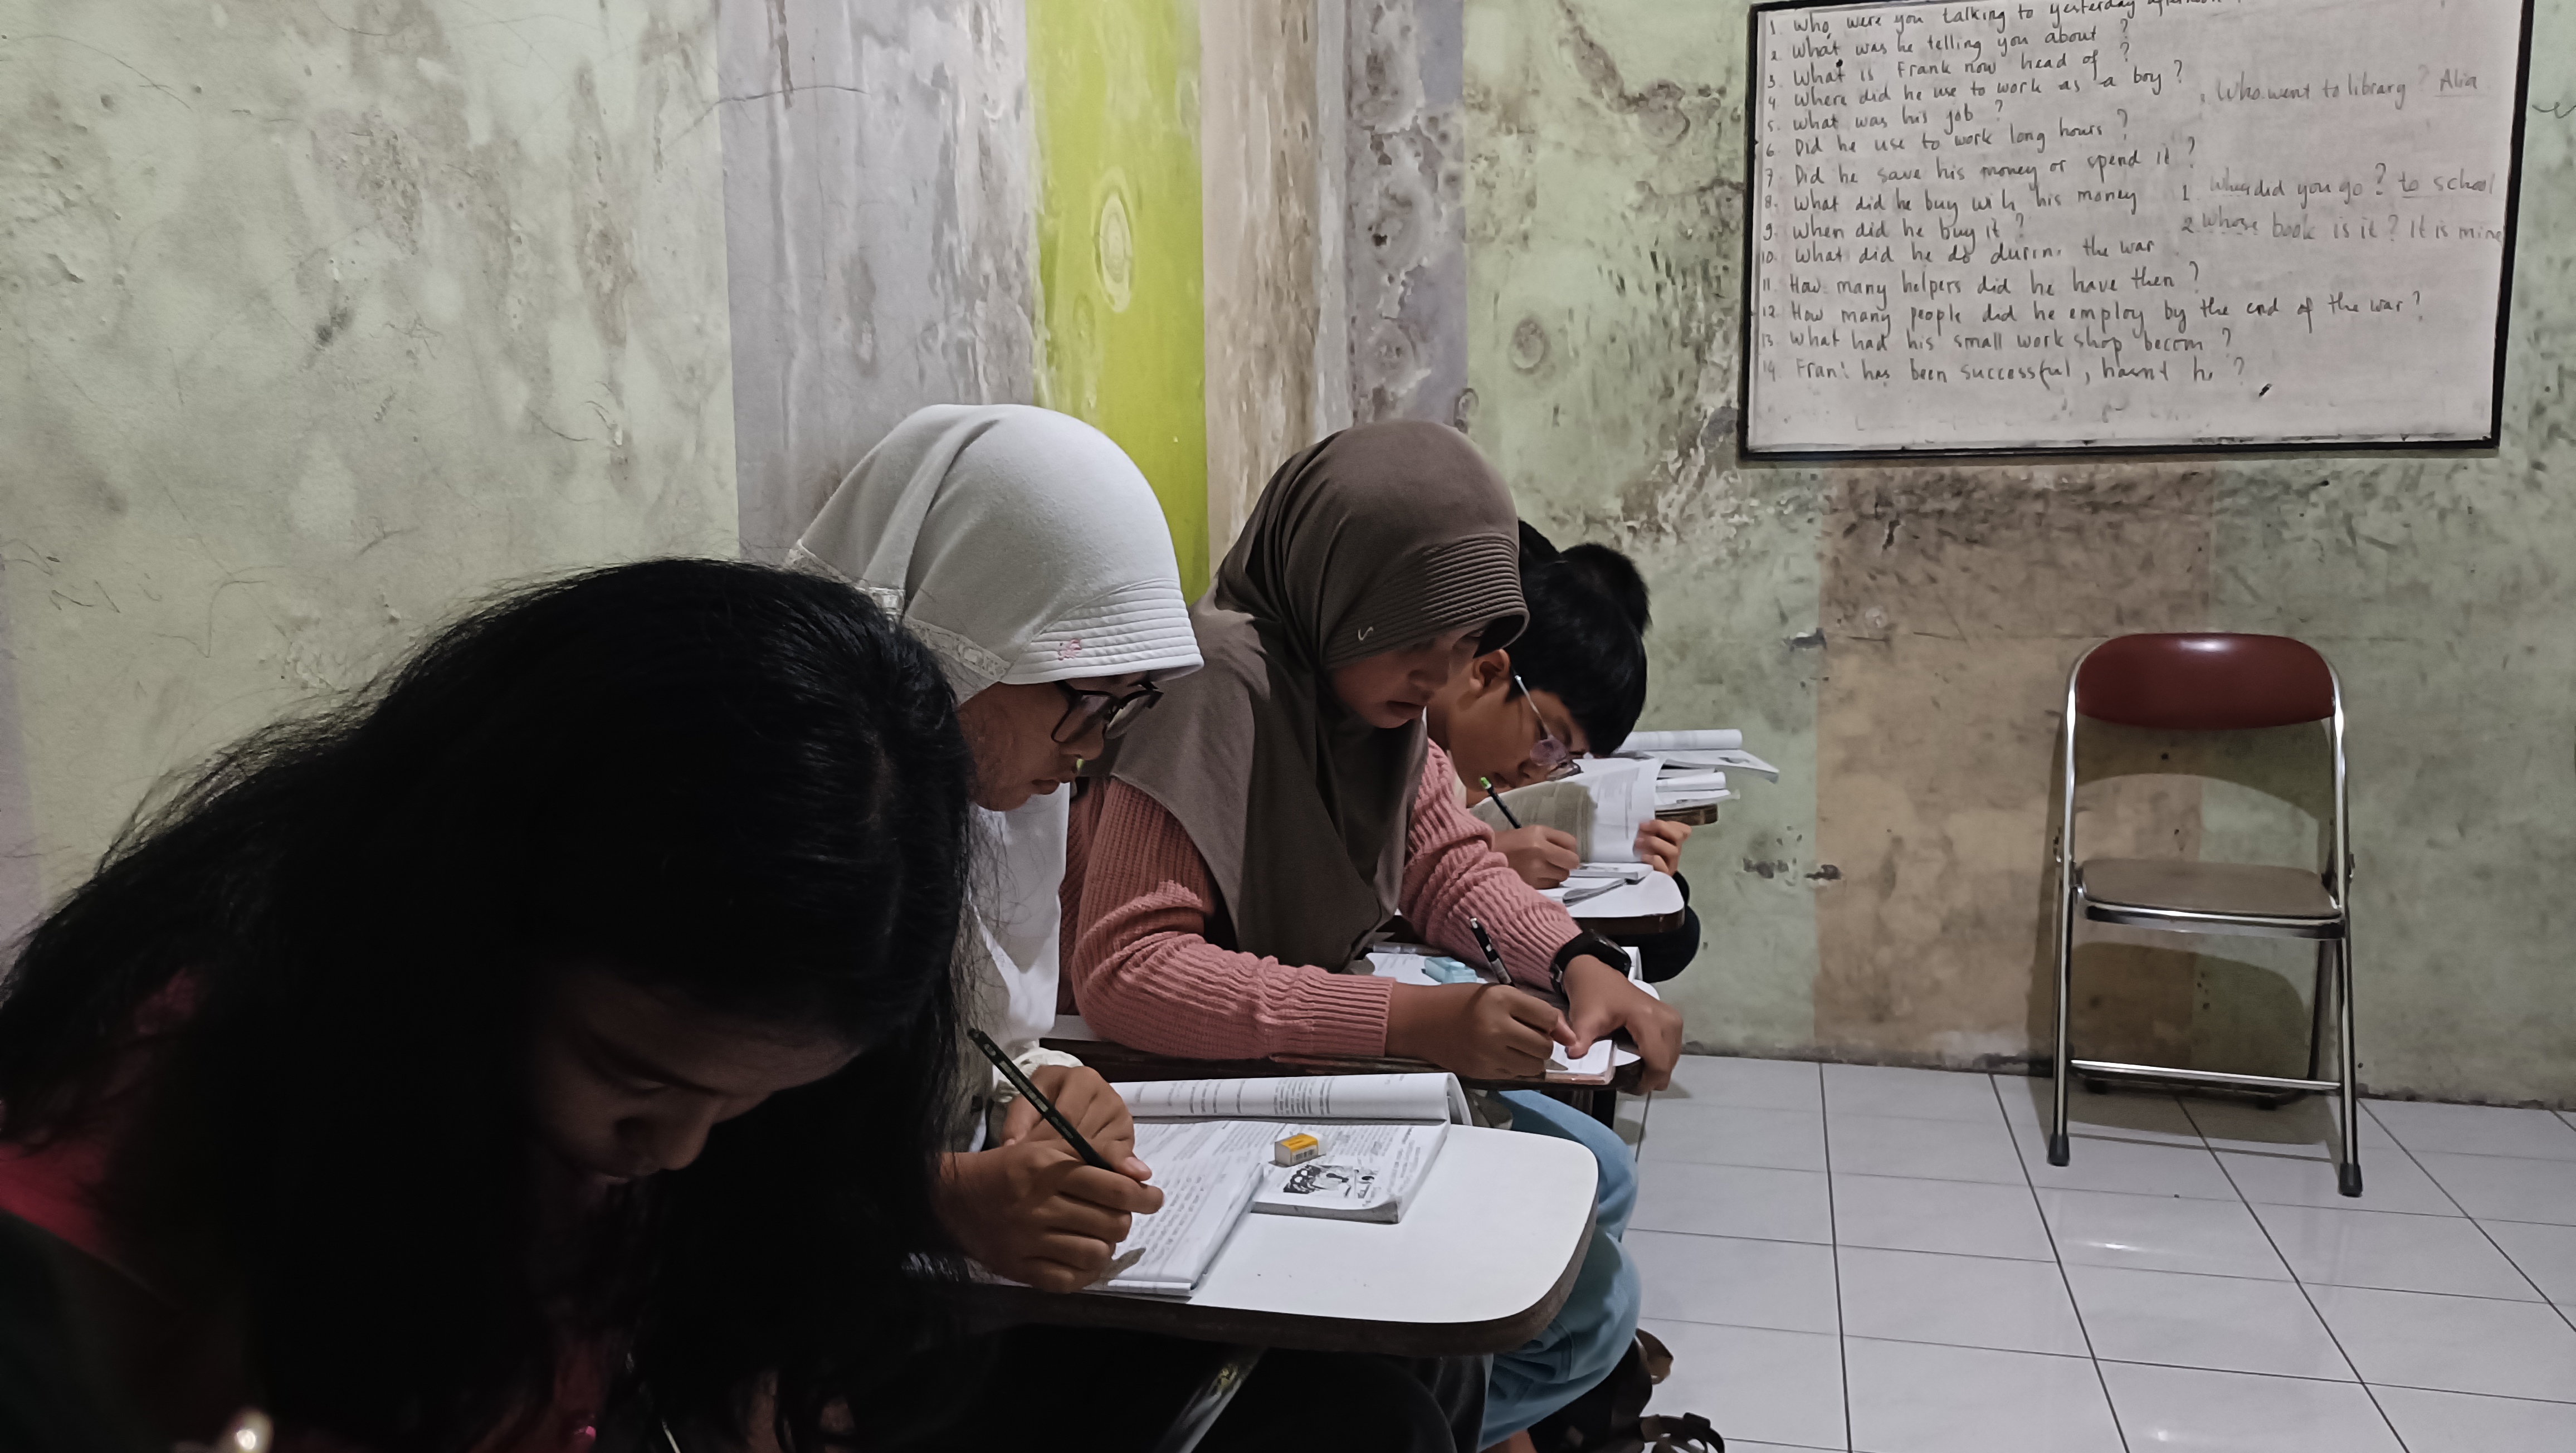 1. Who were you talking to yesterday afternoon?
2. What was he telling you about?
3. What is Frank now head of?
4. Where did he use to work as a boy?
5. What was his job?
6. Did he use to work long hours?
7. Did he save his money or spend it?
8. What did he buy with his money
9. When did he buy it?
10. What did he do durin. the war
11. How many helpers did he have then?
12. How many people did he employ by the end of the war?
13. What had his small work shop becom?
14. Fran: has been successful, hasnt h?
Who went to library? Alia
1. did you go? to school
2. Whose book is it? It is mine